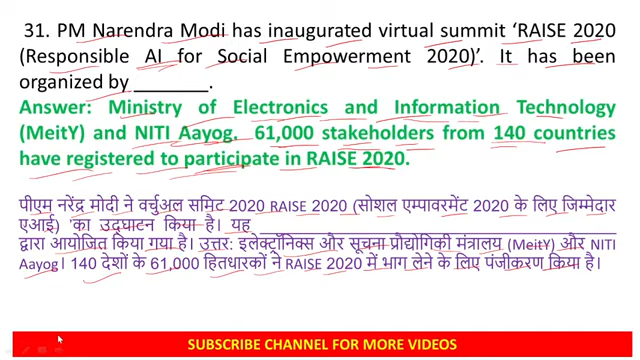 31. PM Narendra Modi has inaugurated virtual summit ‘RAISE 2020
(Responsible AI for Social Empowerment 2020)’. It has been
organized by _______.
Answer: Ministry of Electronics and Information Technology
(MeitY) and NITI Aayog. 61,000 stakeholders from 140 countries
have registered to participate in RAISE 2020.
पीएम नरेंद्र मोदी ने वर्चुअल समिट 2020 RAISE 2020 (सोशल एम्पावरमेंट 2020 के लिए जिम्मेदार
एआई) 'का उद्घाटन किया है। यह ______________
द्वारा आयोजित किया गया है। उत्तर: इलेक्ट्रॉनिक्स और सूचना प्रौद्योगिकी मंत्रालय (MeitY) और NITI
Aayog। 140 देशों के 61,000 हितधारकों ने RAISE 2020 में भाग लेने के लिए पंजीकरण किया है।
SUBSCRIBE CHANNEL FOR MORE VIDEOS